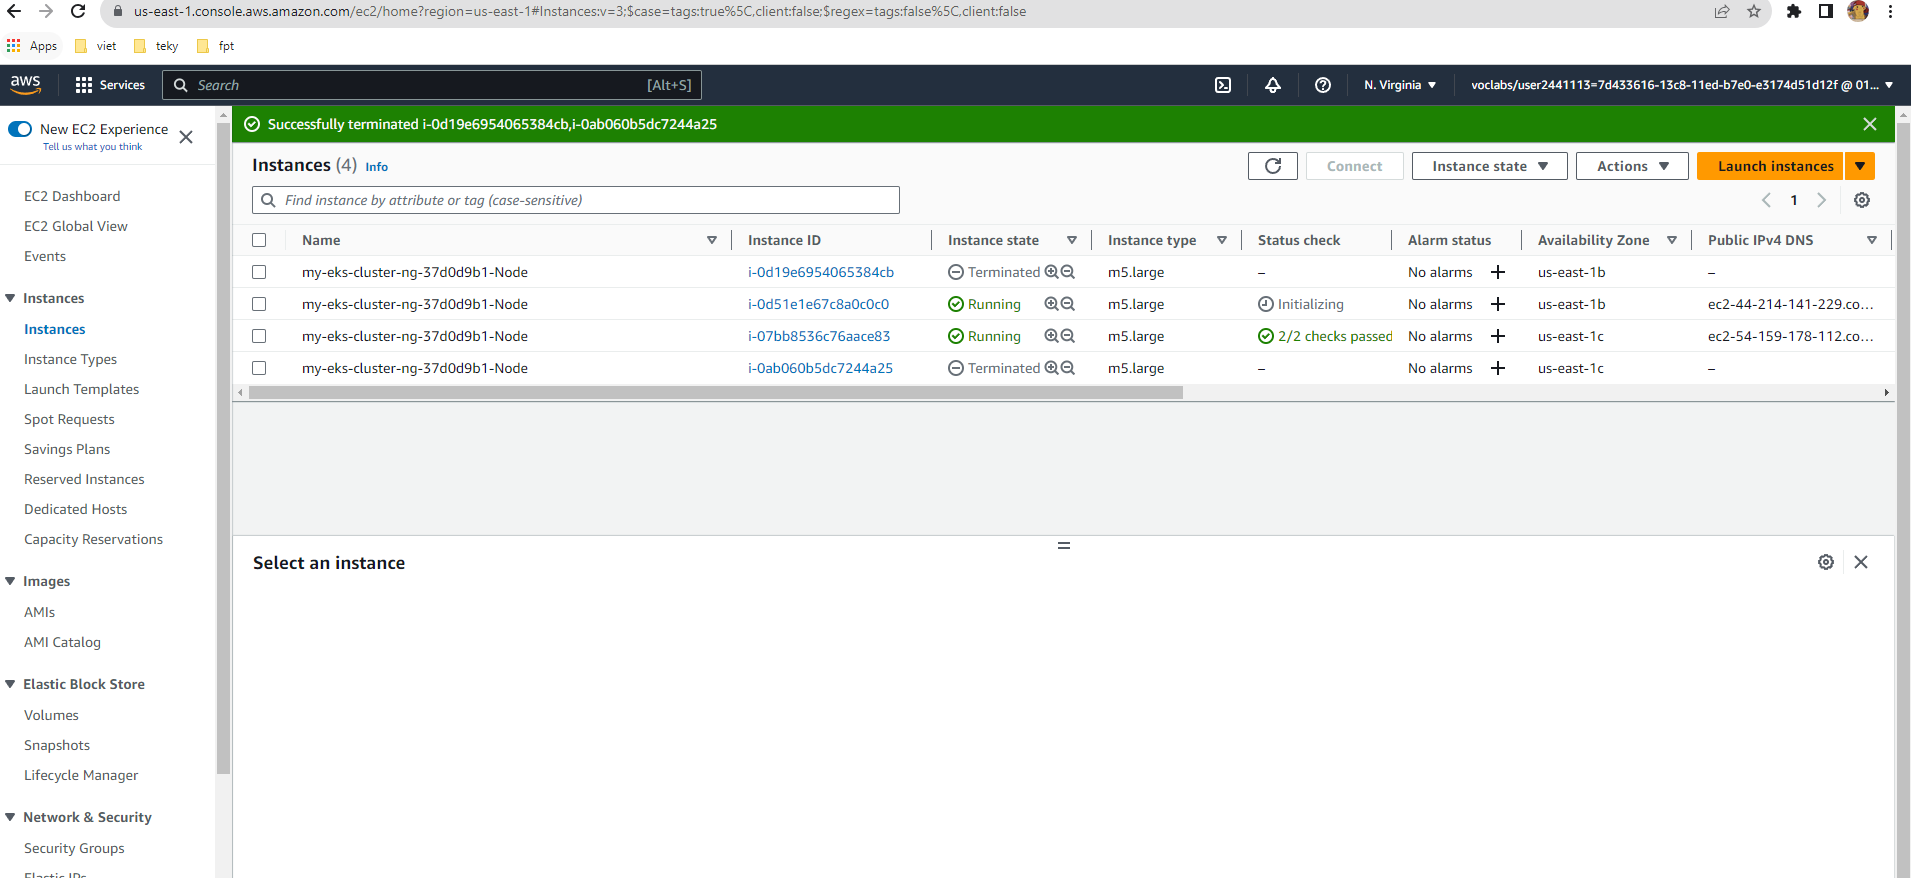 us-east-1.console.aws.amazon.com/ec2/home?region=us-east-1#Instances:v=3;$case=tags:true%5C,client:false;$regex=tags:false%5C,client:false
Apps viet teky fpt
aws Services Search [Alt+S] N. Virginia voclabs/user2441113=7d433616-13c8-11ed-b7e0-e3174d51d12f @ 01...
New EC2 Experience
Tell us what you think
EC2 Dashboard
EC2 Global View
Events
Instances
Instances
Instance Types
Launch Templates
Spot Requests
Savings Plans
Reserved Instances
Dedicated Hosts
Capacity Reservations
Images
AMIs
AMI Catalog
Elastic Block Store
Volumes
Snapshots
Lifecycle Manager
Network & Security
Security Groups
Elastic IPs
Successfully terminated i-0d19e6954065384cb,i-0ab060b5dc7244a25
Instances (4) Info Connect Instance state Actions Launch instances
Find instance by attribute or tag (case-sensitive) 1
Name Instance ID Instance state Instance type Status check Alarm status Availability Zone Public IPv4 DNS
my-eks-cluster-ng-37d0d9b1-Node i-0d19e6954065384cb Terminated m5.large – No alarms + us-east-1b –
my-eks-cluster-ng-37d0d9b1-Node i-0d51e1e67c8a0c0c0 Running m5.large Initializing No alarms + us-east-1b ec2-44-214-141-229.co...
my-eks-cluster-ng-37d0d9b1-Node i-07bb8536c76aace83 Running m5.large 2/2 checks passed No alarms + us-east-1c ec2-54-159-178-112.co...
my-eks-cluster-ng-37d0d9b1-Node i-0ab060b5dc7244a25 Terminated m5.large – No alarms + us-east-1c –
Select an instance